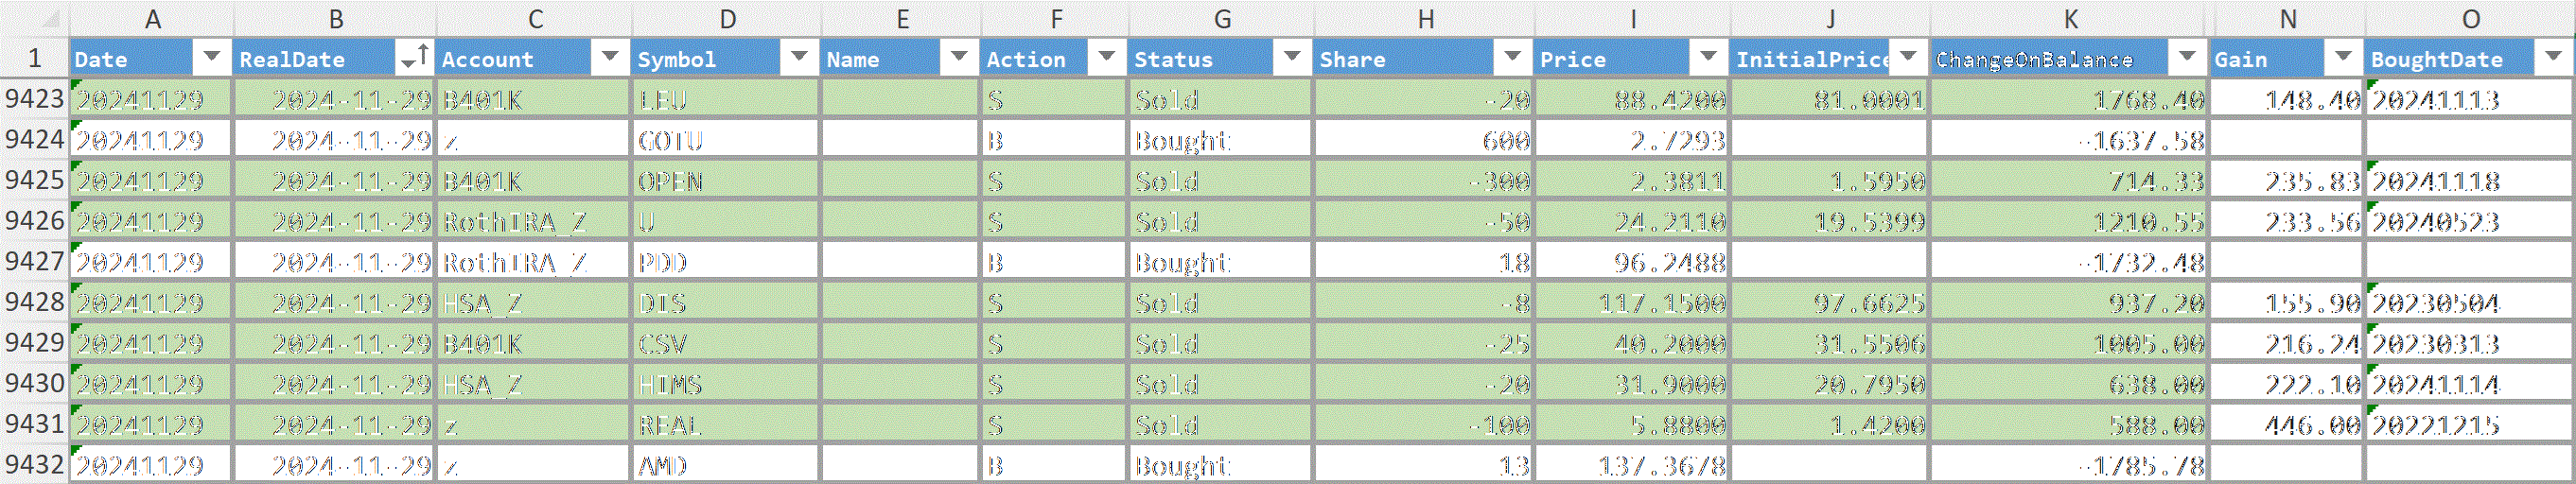 A B C D E F G H I J K N O
1 Date RealDate Account Symbol Name Action Status Share Price InitialPrice ChangeOnBalance Gain BoughtDate
9423 20241129 2024-11-29 B401K LEU S Sold -20 88.4200 81.0001 1768.40 148.40 20241113
9424 20241129 2024-11-29 z GOTU B Bought 600 2.7293 -1637.58
9425 20241129 2024-11-29 B401K OPEN S Sold -300 2.3811 1.5950 714.33 235.83 20241118
9426 20241129 2024-11-29 RothIRA_Z U S Sold -50 24.2110 19.5399 1210.55 233.56 20240523
9427 20241129 2024-11-29 RothIRA_Z PDD B Bought 18 96.2488 -1732.48
9428 20241129 2024-11-29 HSA_Z DIS S Sold -8 117.1500 97.6625 937.20 155.90 20230504
9429 20241129 2024-11-29 B401K CSV S Sold -25 40.2000 31.5506 1005.00 216.24 20230313
9430 20241129 2024-11-29 HSA_Z HIMS S Sold -20 31.9000 20.7950 638.00 222.10 20241114
9431 20241129 2024-11-29 z REAL S Sold -100 5.8800 1.4200 588.00 446.00 20221215
9432 20241129 2024-11-29 z AMD B Bought 13 137.3678 -1785.78